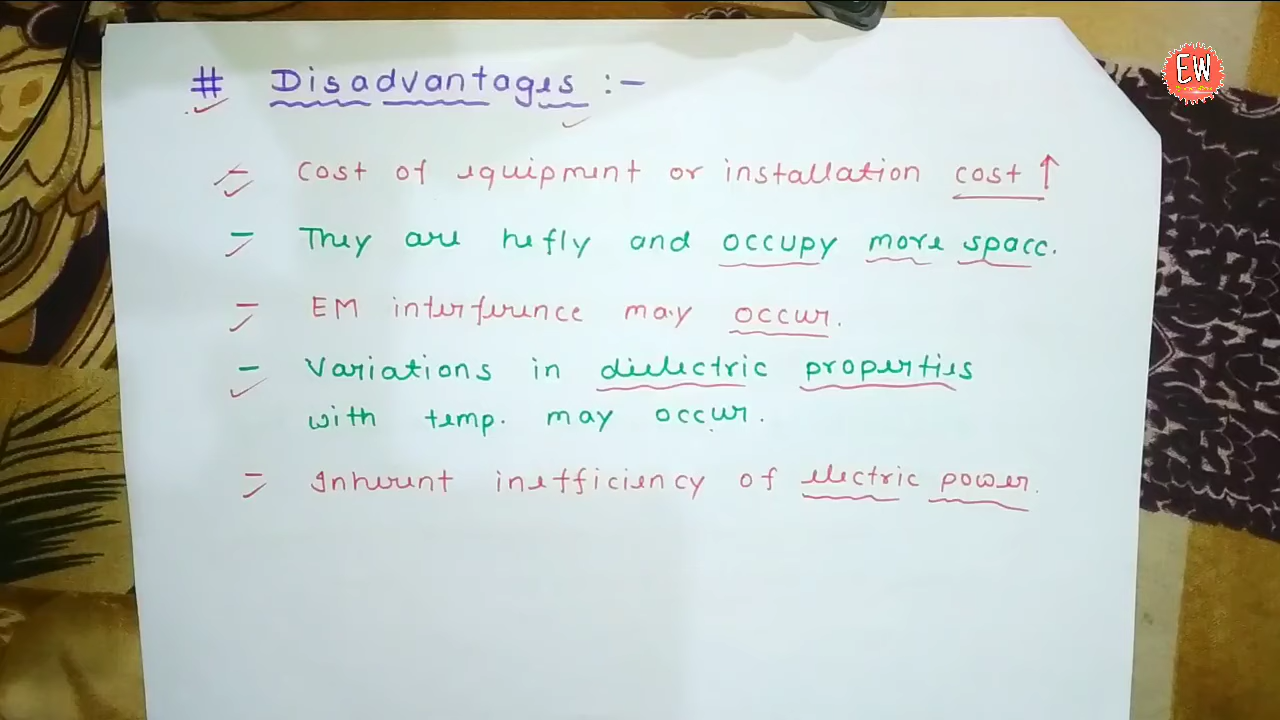 # Disadvantages :-
EW
- Cost of equipment or installation cost ↑
- They are hefly and occupy more space.
- EM interference may occur.
- Variations in dielectric properties
with temp. may occur.
- Inherent inefficiency of electric power.